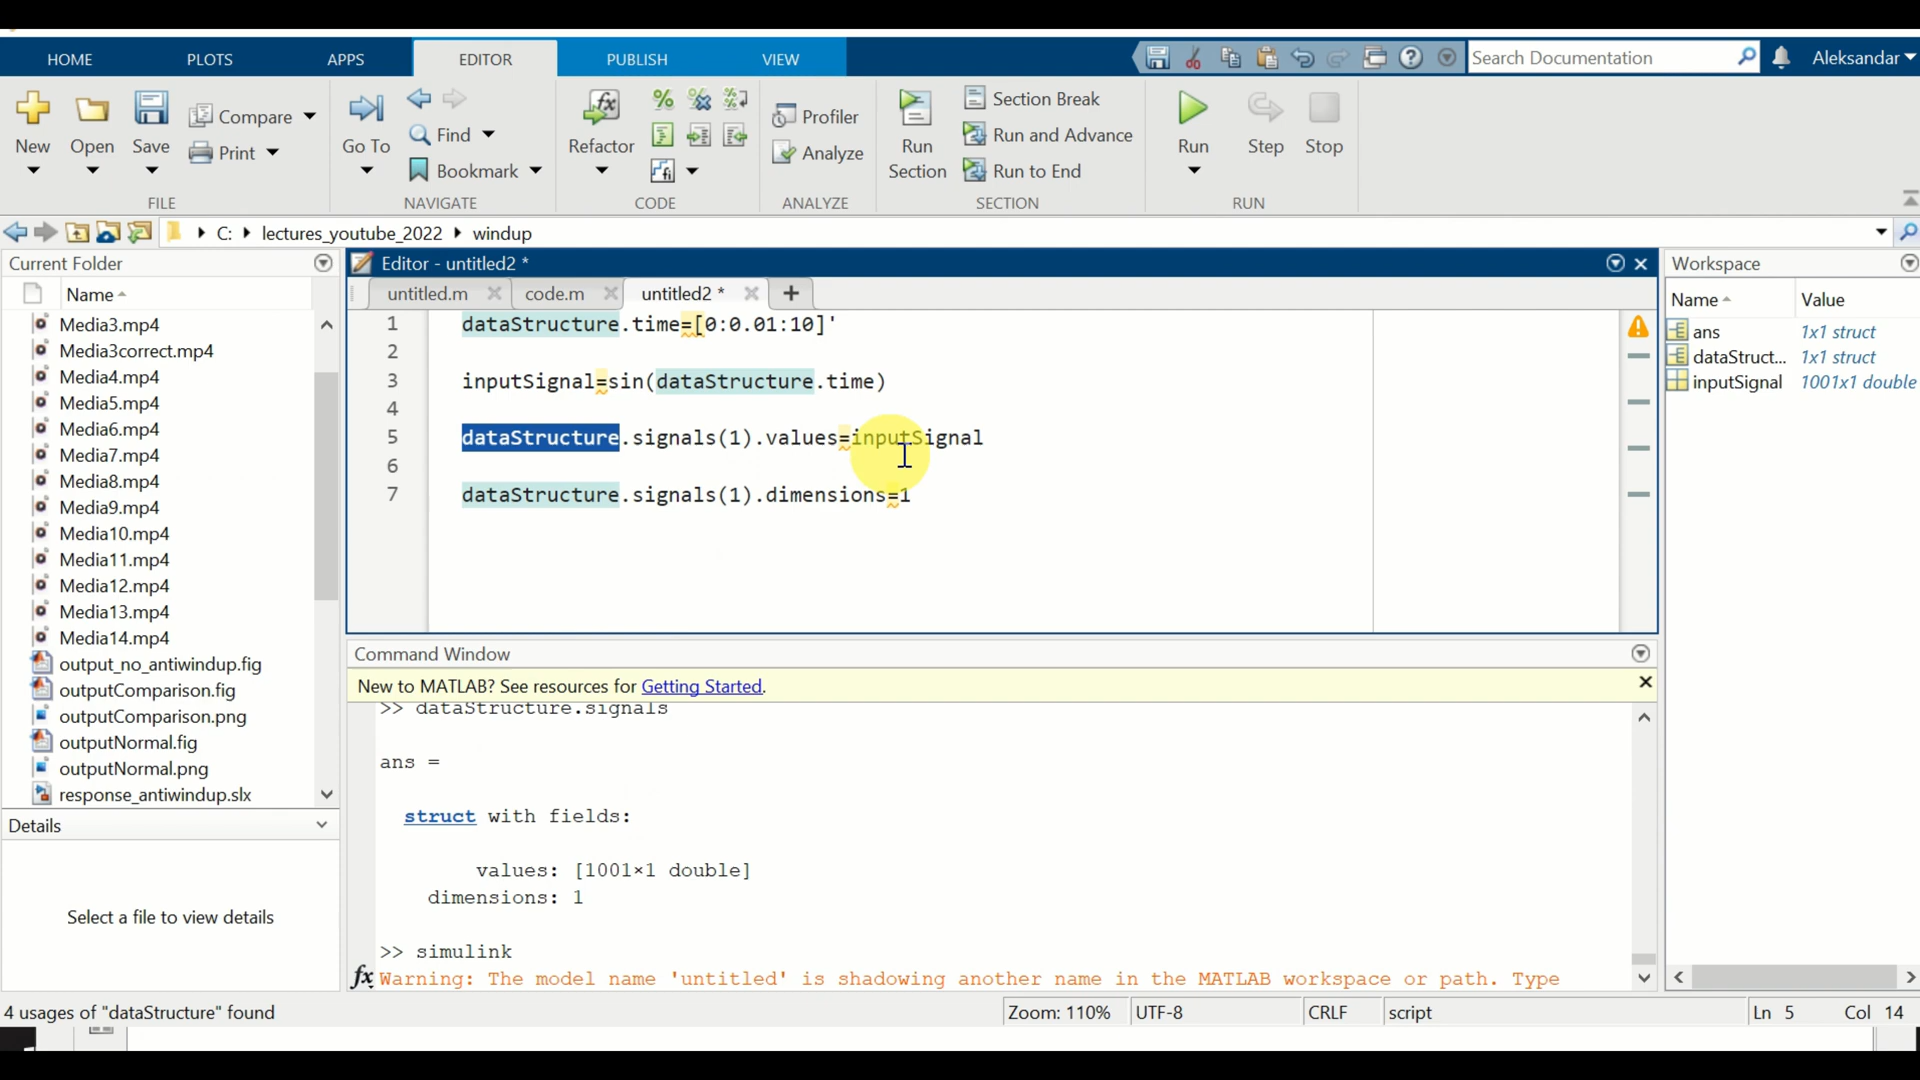 HOME PLOTS APPS EDITOR PUBLISH VIEW Search Documentation Aleksandar
New Open Save Compare Print Go To Find Bookmark Refactor Profiler Analyze Run Section Section Break Run and Advance Run to End Run Step Stop
FILE NAVIGATE CODE ANALYZE SECTION RUN
C: lectures_youtube_2022 windup
Current Folder
Name
Media3.mp4
Media3correct.mp4
Media4.mp4
Media5.mp4
Media6.mp4
Media7.mp4
Media8.mp4
Media9.mp4
Media10.mp4
Media11.mp4
Media12.mp4
Media13.mp4
Media14.mp4
output_no_antiwindup.fig
outputComparison.fig
outputComparison.png
outputNormal.fig
outputNormal.png
response_antiwindup.slx
Details
Select a file to view details
Editor - untitled2 *
untitled.m code.m untitled2 *
1 dataStructure.time=[0:0.01:10]'
2
3 inputSignal=sin(dataStructure.time)
4
5 dataStructure.signals(1).values=inputSignal
6
7 dataStructure.signals(1).dimensions=1
Command Window
New to MATLAB? See resources for Getting Started.
>> dataStructure.signals
ans =
struct with fields:
values: [1001×1 double]
dimensions: 1
>> simulink
fx Warning: The model name 'untitled' is shadowing another name in the MATLAB workspace or path. Type
Workspace
Name Value
ans 1x1 struct
dataStruct... 1x1 struct
inputSignal 1001x1 double
4 usages of "dataStructure" found Zoom: 110% UTF-8 CRLF script Ln 5 Col 14